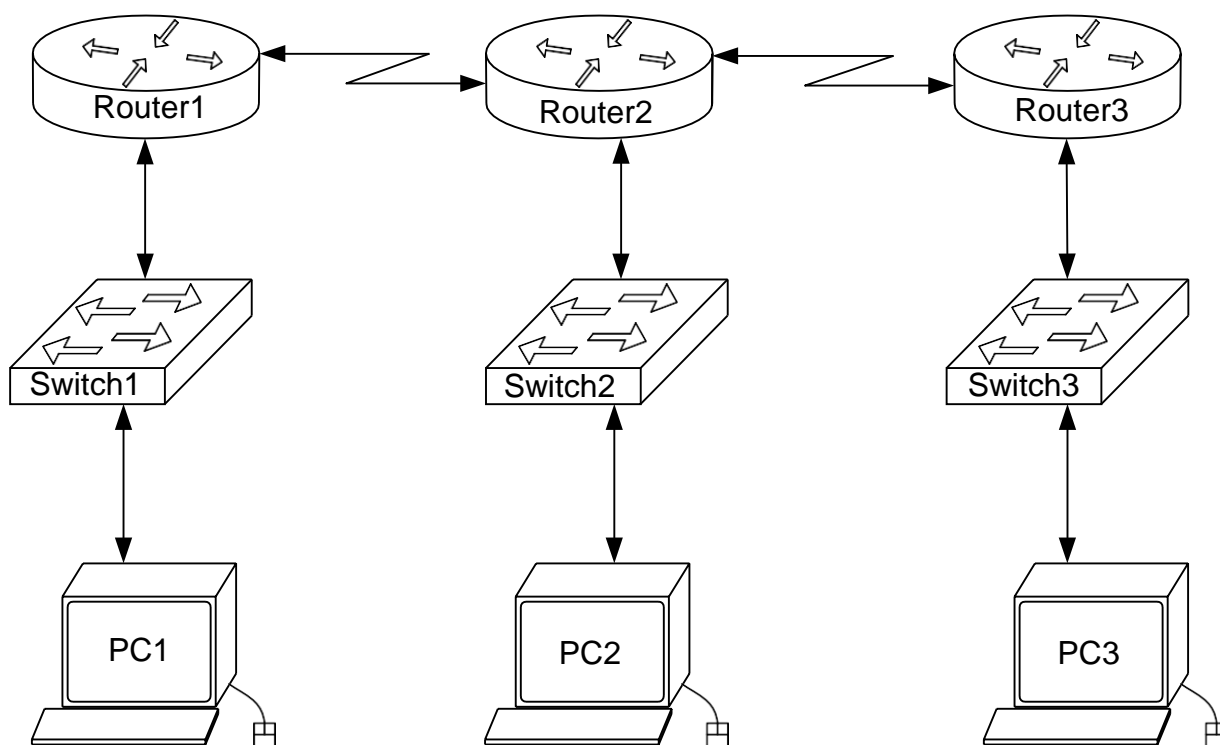 Router1
Router2
Router3
Switch1
Switch2
Switch3
PC1
PC2
PC3